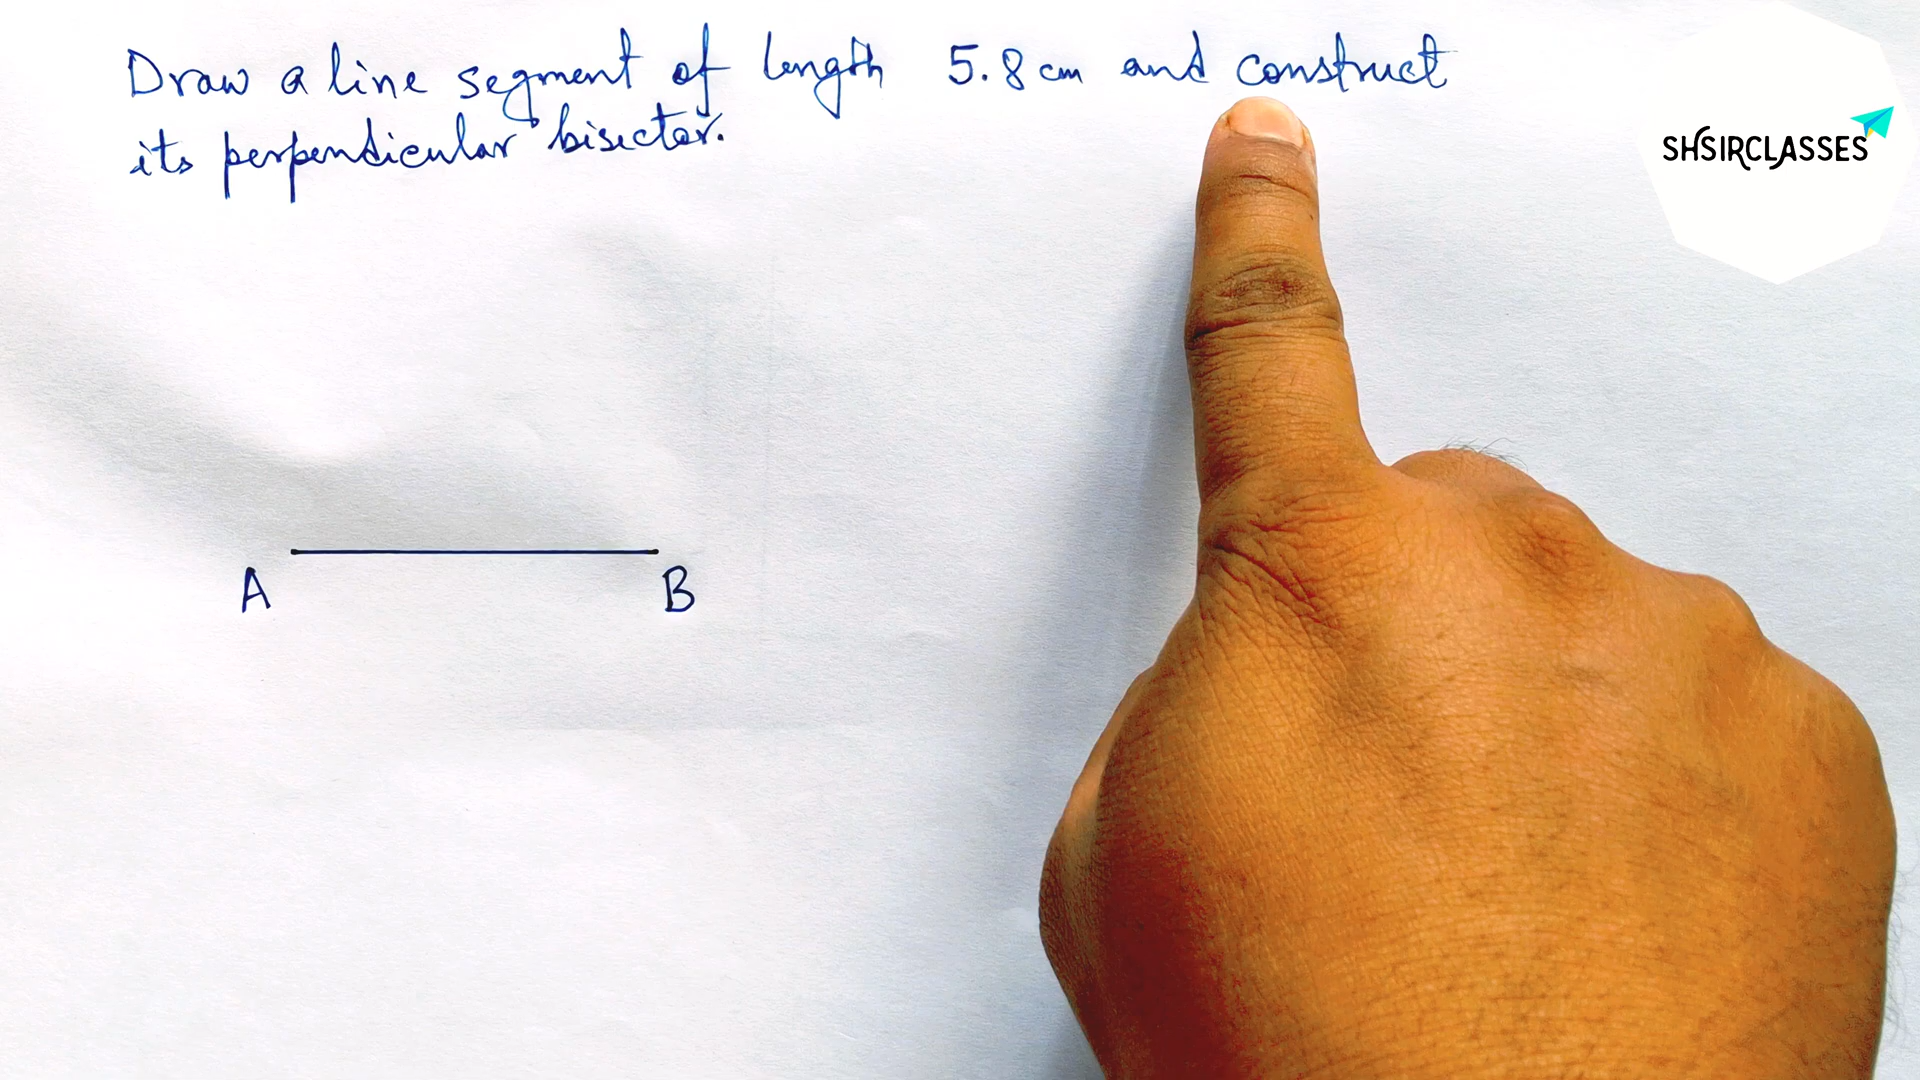 Draw a line segment of length 5.8 cm and construct
its perpendicular bisector.
SHSIRCLASSES
A B